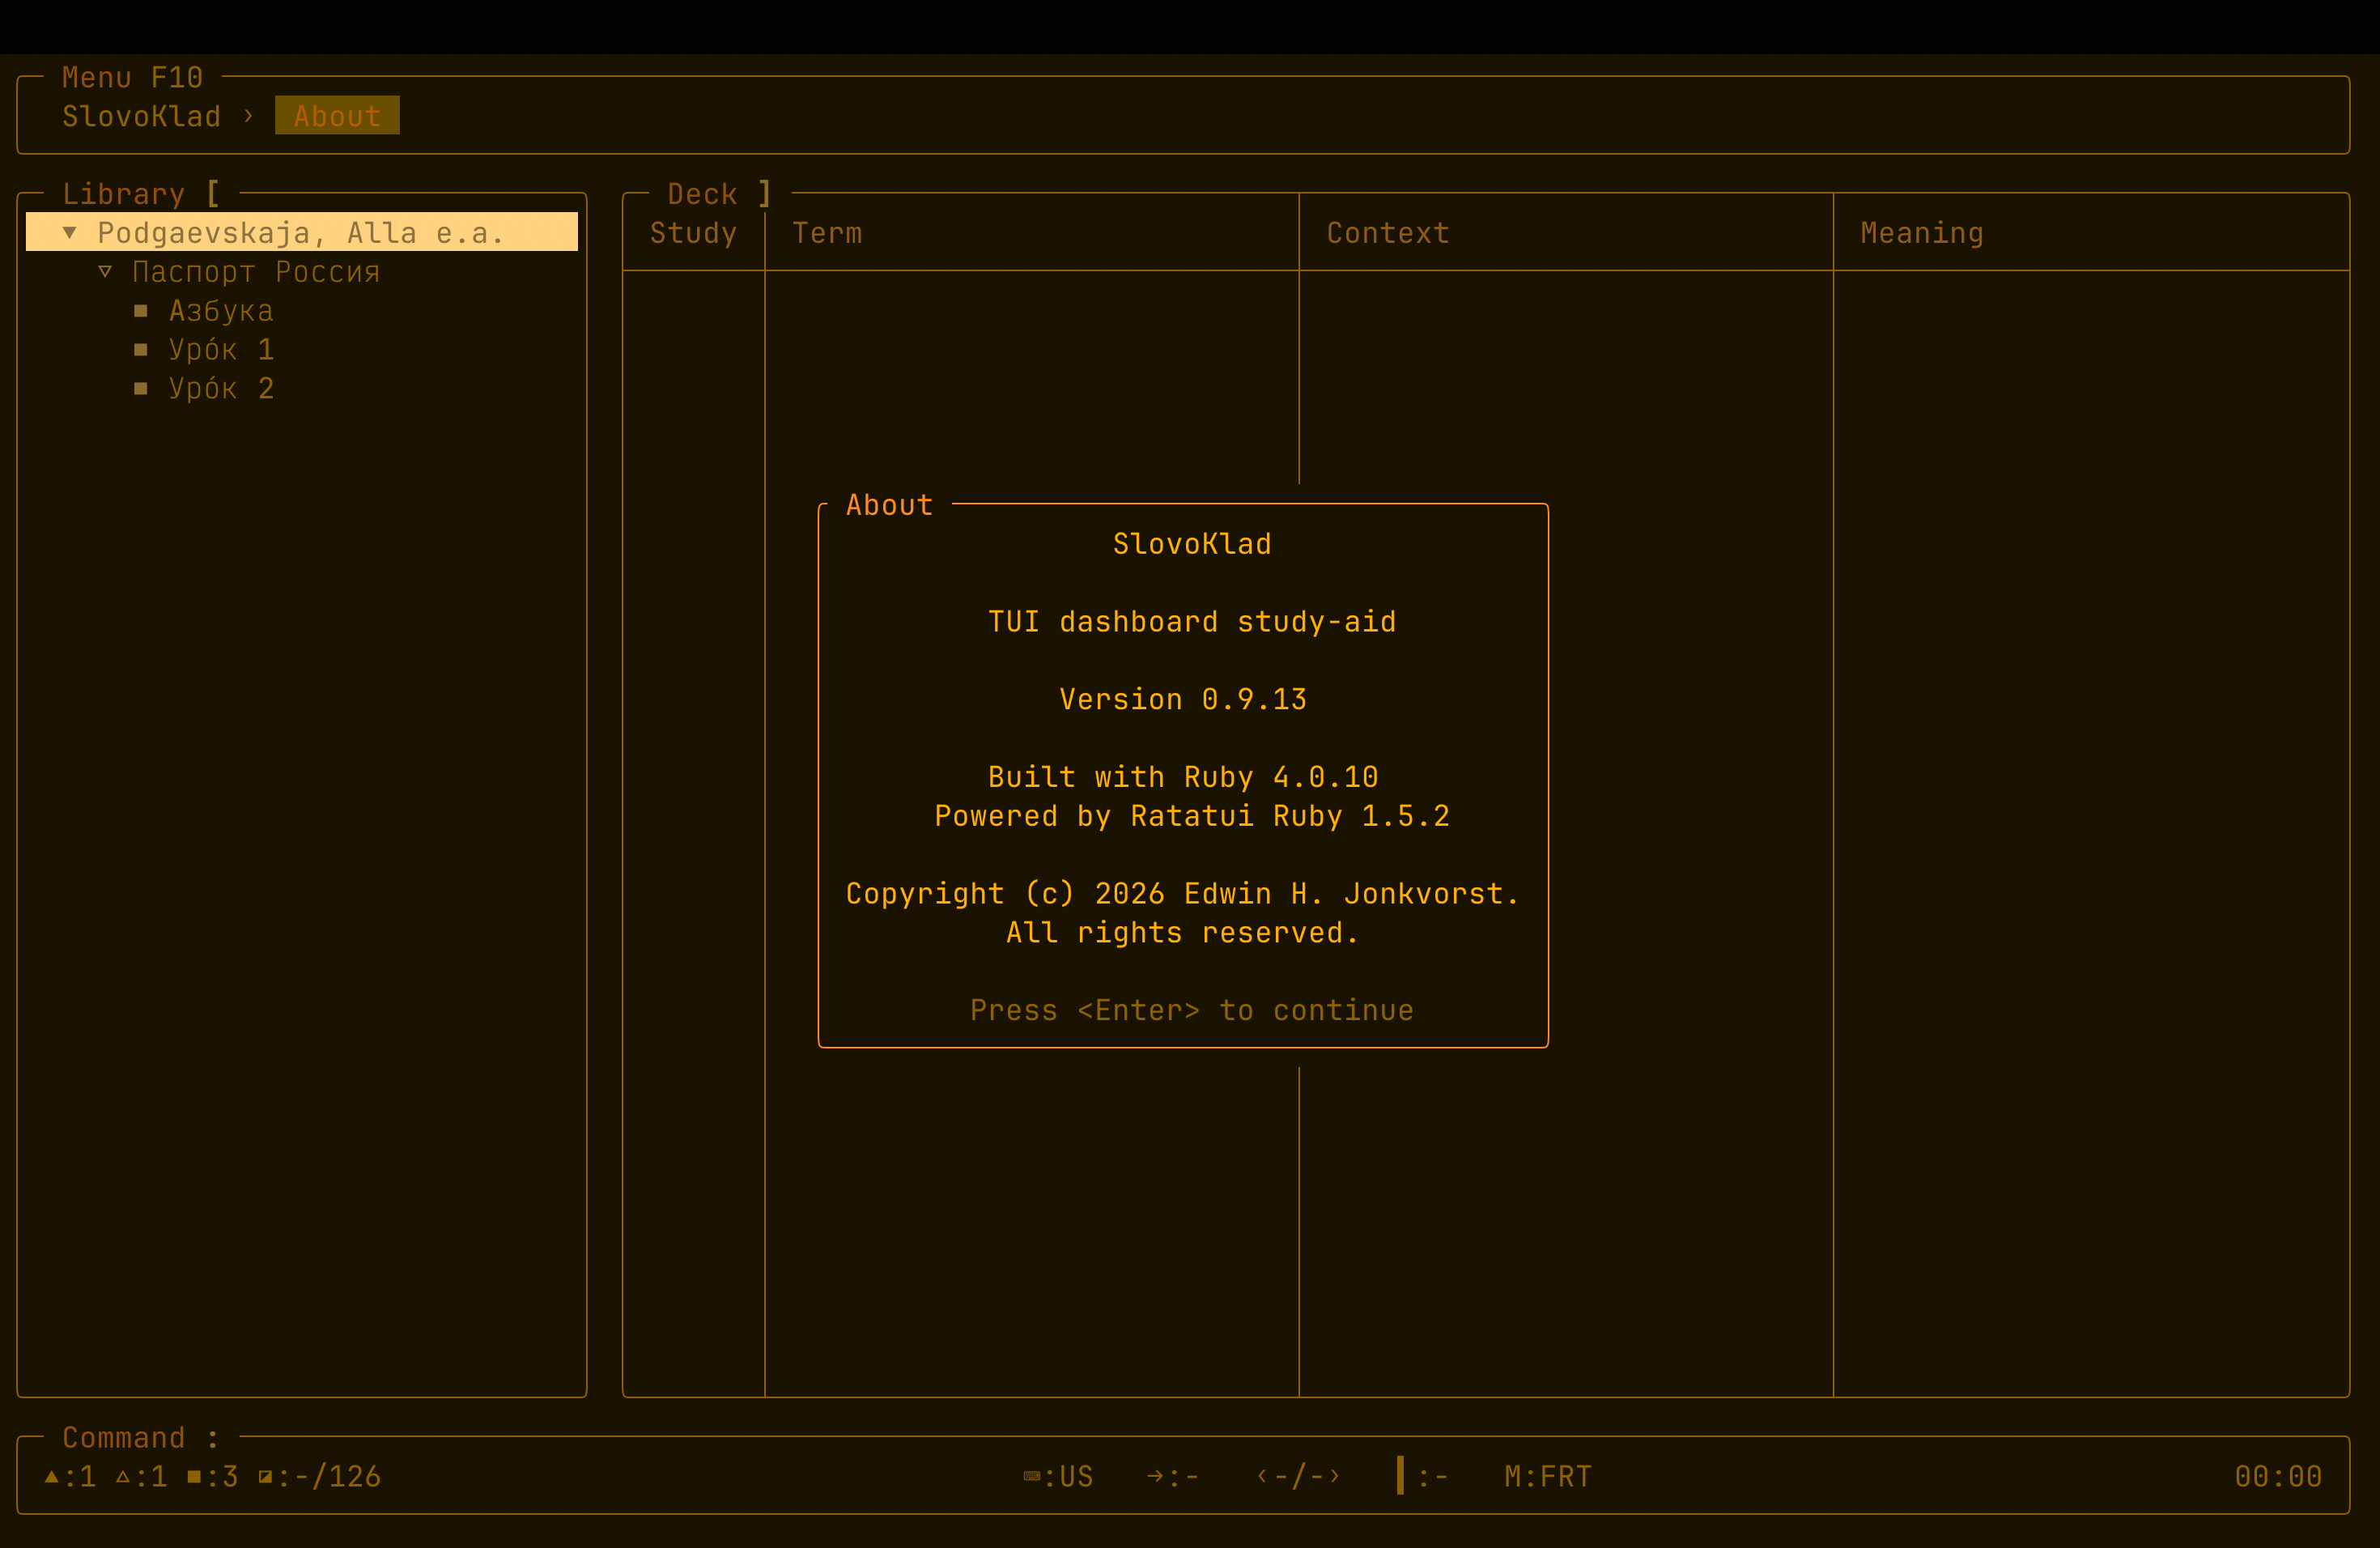 Menu F10
SlovoKlad › About
Library [
▼ Podgaevskaja, Alla e.a.
▽ Паспорт Россия
■ Азбука
■ Уро́к 1
■ Уро́к 2
Deck ]
Study Term Context Meaning
About
SlovoKlad
TUI dashboard study-aid
Version 0.9.13
Built with Ruby 4.0.10
Powered by Ratatui Ruby 1.5.2
Copyright (c) 2026 Edwin H. Jonkvorst.
All rights reserved.
Press <Enter> to continue
Command :
▲:1 △:1 ■:3 ◪:-/126 ⌨:US →:- ‹-/-› ▌:- M:FRT 00:00